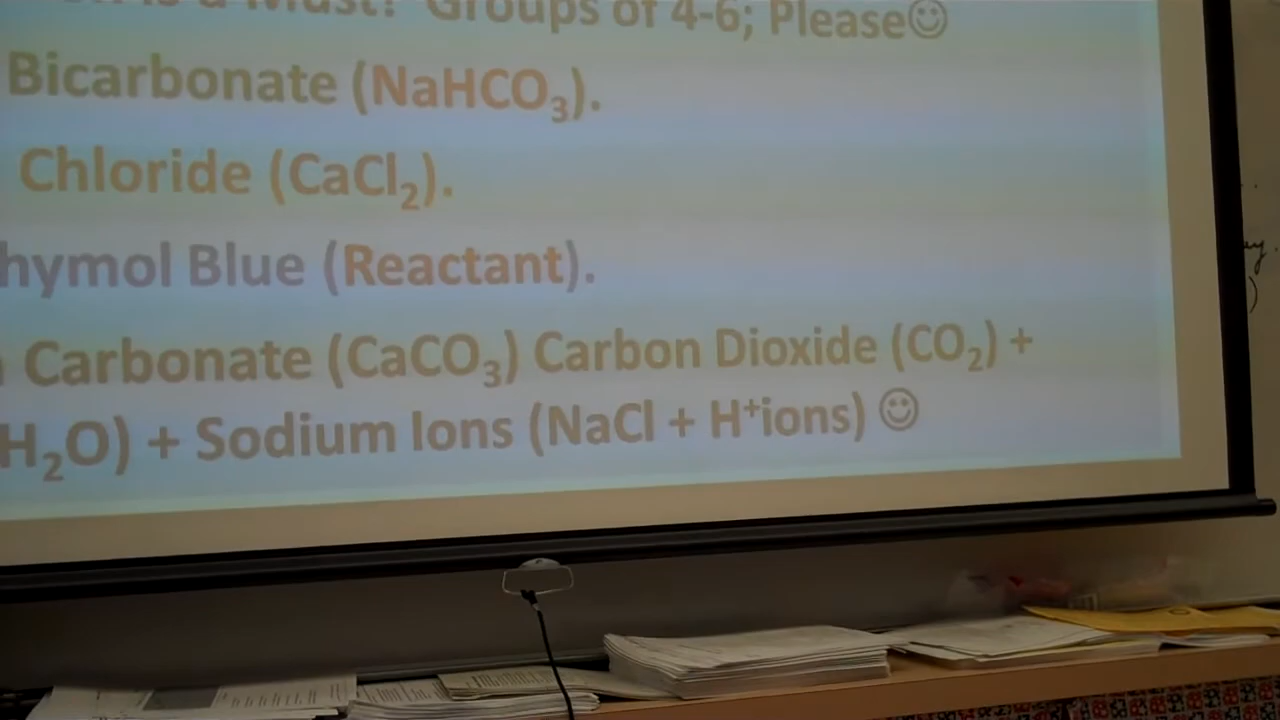 Groups of 4-6; Please☺
Bicarbonate (NaHCO₃).
Chloride (CaCl₂).
hymol Blue (Reactant).
Carbonate (CaCO₃) Carbon Dioxide (CO₂) +
H₂O) + Sodium Ions (NaCl + H⁺ions) ☺